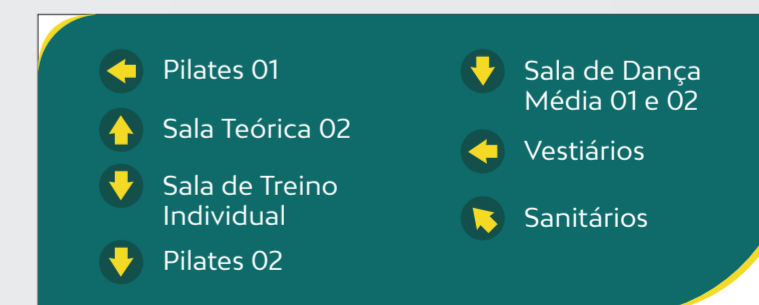 Pilates 01
Sala Teórica 02
Sala de Treino
Individual
Pilates 02
Sala de Dança
Média 01 e 02
Vestiários
Sanitários